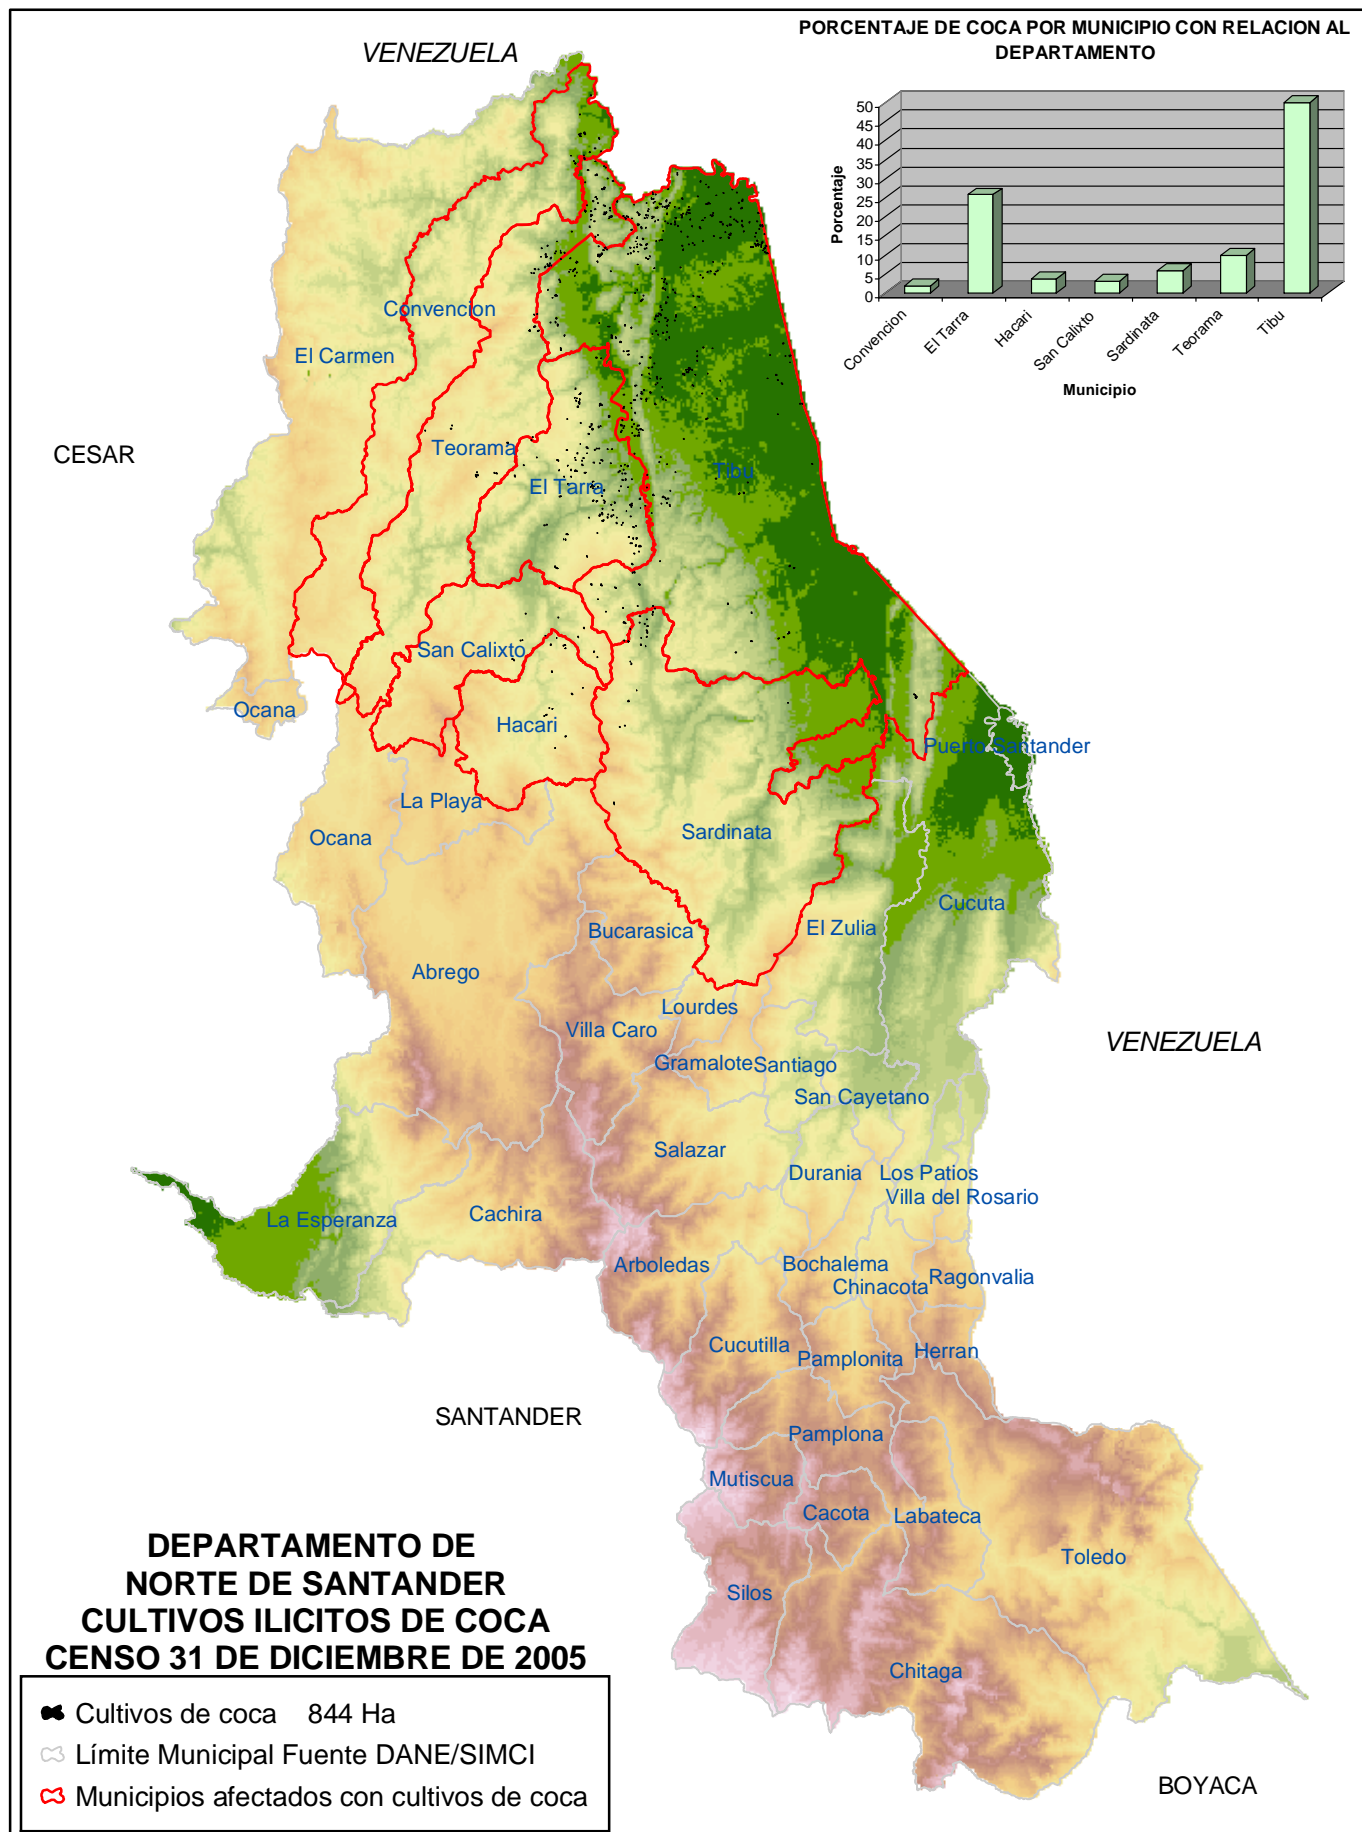 VENEZUELA
PORCENTAJE DE COCA POR MUNICIPIO CON RELACION AL
DEPARTAMENTO
50
45
40
35
30
25
20
15
10
5
0
Porcentaje
Convencion
El Tarra
Hacari
San Calixto
Sardinata
Teorama
Tibu
Municipio
Convencion
El Carmen
CESAR
Teorama
El Tarra
Tibu
San Calixto
Ocana
Hacari
Puerto Santander
La Playa
Ocana
Sardinata
Cucuta
El Zulia
Bucarasica
Abrego
Lourdes
Villa Caro
VENEZUELA
Gramalote
Santiago
San Cayetano
Salazar
Durania
Los Patios
Villa del Rosario
La Esperanza
Cachira
Arboledas
Bochalema
Chinacota
Ragonvalia
Cucutilla
Pamplonita
Herran
SANTANDER
Pamplona
Mutiscua
Cacota
Labateca
Toledo
Silos
Chitaga
BOYACA
DEPARTAMENTO DE
NORTE DE SANTANDER
CULTIVOS ILICITOS DE COCA
CENSO 31 DE DICIEMBRE DE 2005
Cultivos de coca 844 Ha
Límite Municipal Fuente DANE/SIMCI
Municipios afectados con cultivos de coca